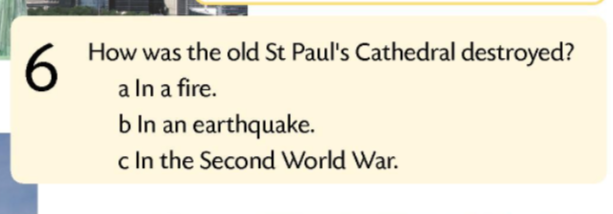 6
How was the old St Paul's Cathedral destroyed?
a In a fire.
b In an earthquake.
c In the Second World War.